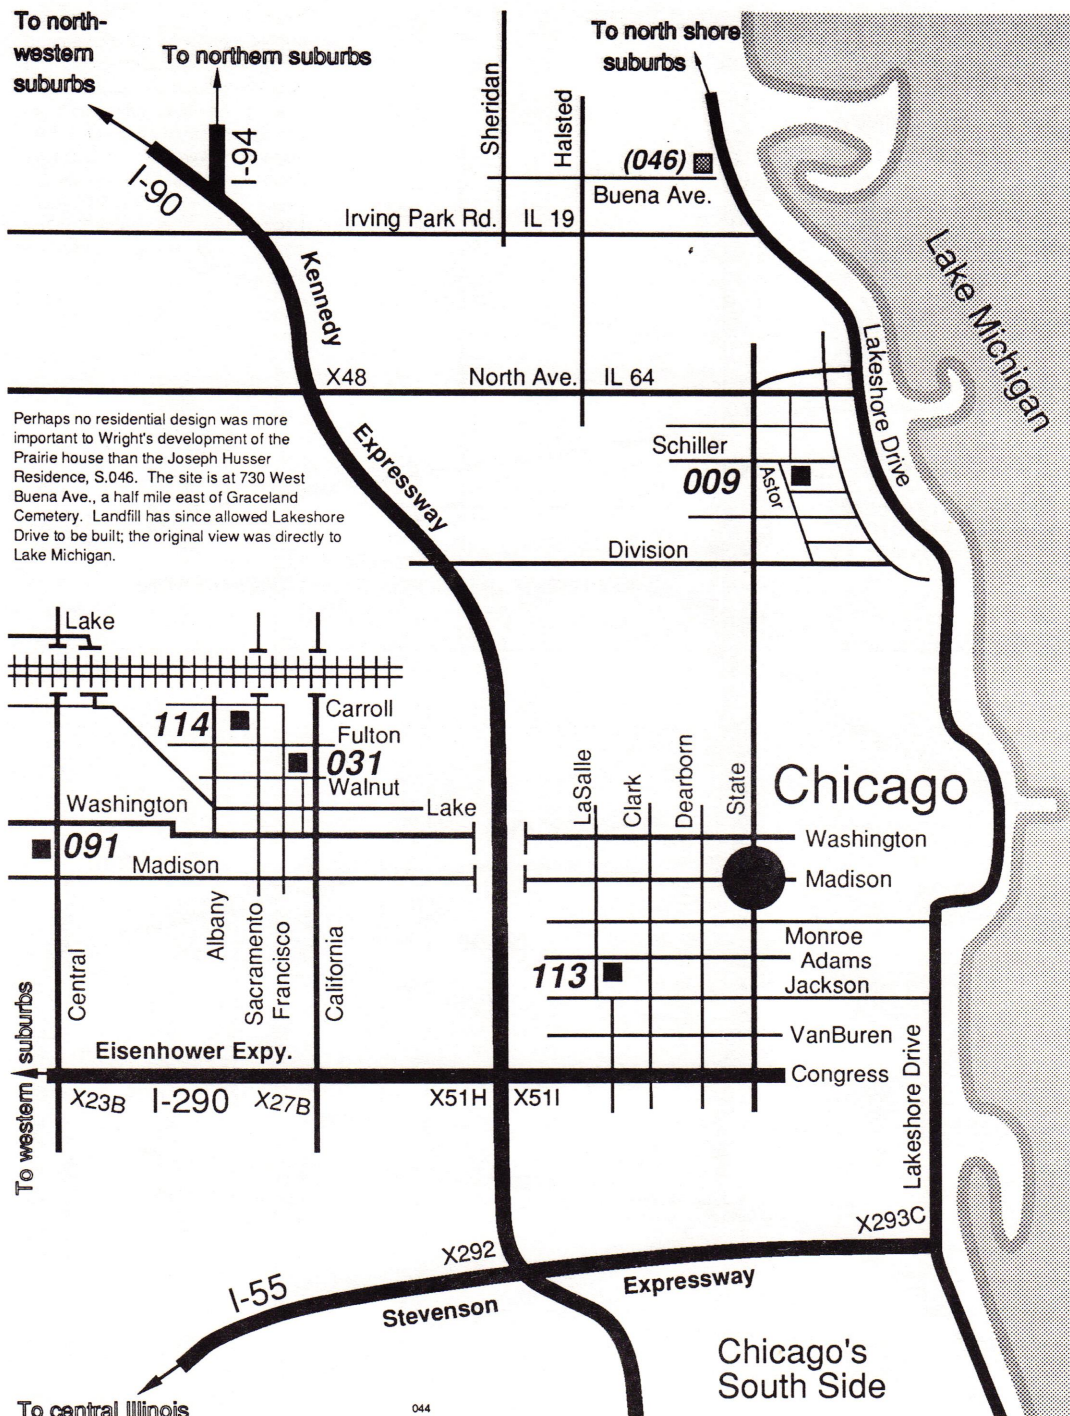 To north-
western
suburbs
To northern suburbs
To north shore
suburbs
Sheridan
Halsted
I-94
I-90
(046)
Buena Ave.
Irving Park Rd.
IL 19
Lake Michigan
Kennedy
Lakeshore Drive
X48
North Ave.
IL 64
Perhaps no residential design was more
important to Wright's development of the
Prairie house than the Joseph Husser
Residence, S.046. The site is at 730 West
Buena Ave., a half mile east of Graceland
Cemetery. Landfill has since allowed Lakeshore
Drive to be built; the original view was directly to
Lake Michigan.
Expressway
Schiller
009
Astor
Division
Lake
114
Carroll
Fulton
031
Walnut
Washington
Lake
091
Madison
LaSalle
Clark
Dearborn
State
Chicago
Washington
Madison
Monroe
Adams
Jackson
113
VanBuren
Congress
Central
Albany
Sacramento
Francisco
California
To western suburbs
Eisenhower Expy.
X23B
I-290
X27B
X51H
X51I
Lakeshore Drive
X293C
X292
I-55
Stevenson
Expressway
Chicago's
South Side
To central Illinois
044